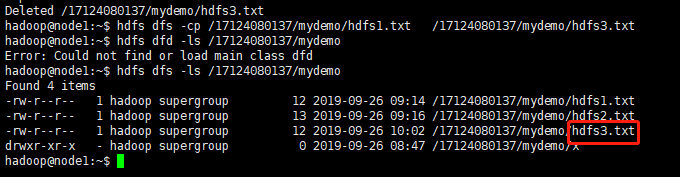 Deleted /17124080137/mydemo/hdfs3.txt
hadoop@node1:~$ hdfs dfs -cp /17124080137/mydemo/hdfs1.txt   /17124080137/mydemo/hdfs3.txt
hadoop@node1:~$ hdfs dfd -ls /17124080137/mydemo
Error: Could not find or load main class dfd
hadoop@node1:~$ hdfs dfs -ls /17124080137/mydemo
Found 4 items
-rw-r--r--   1 hadoop supergroup         12 2019-09-26 09:14 /17124080137/mydemo/hdfs1.txt
-rw-r--r--   1 hadoop supergroup         13 2019-09-26 09:16 /17124080137/mydemo/hdfs2.txt
-rw-r--r--   1 hadoop supergroup         12 2019-09-26 10:02 /17124080137/mydemo/hdfs3.txt
drwxr-xr-x   - hadoop supergroup          0 2019-09-26 08:47 /17124080137/mydemo/x
hadoop@node1:~$